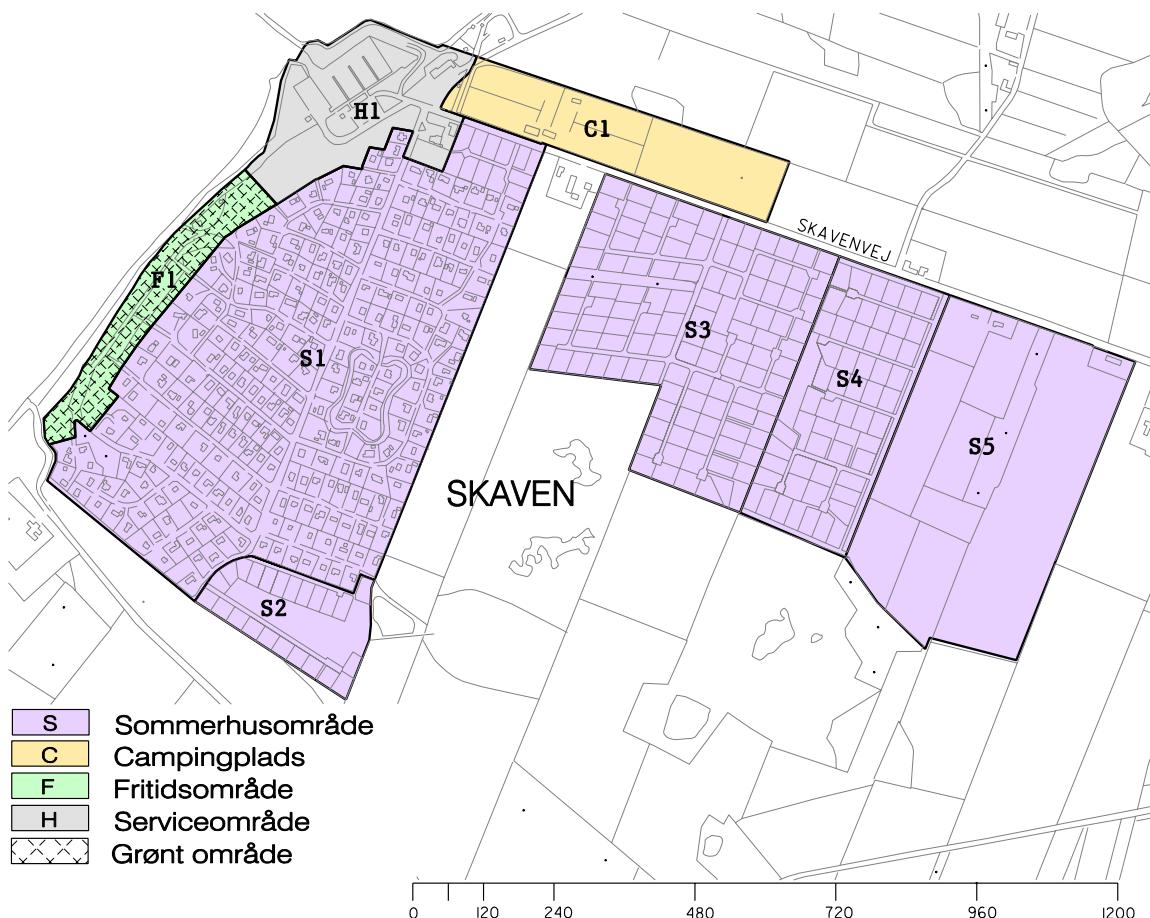 H1
C1
SKAVENVEJ
F1
S3
S1
S4
S5
SKAVEN
S2
S Sommerhusområde
C Campingplads
F Fritidsområde
H Serviceområde
Grønt område
0 120 240 480 720 960 1200